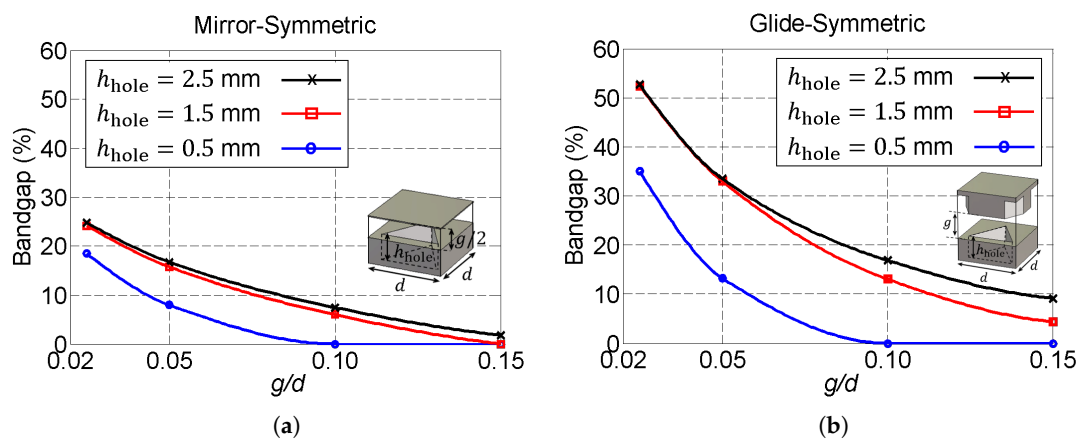 (a)
Mirror-Symmetric
60
50
40
30
20
10
0
Bandgap (%)
h_hole = 2.5 mm
h_hole = 1.5 mm
h_hole = 0.5 mm
g/2
h_hole
d
d
0.02
0.05
0.10
0.15
g/d
(a)
(b)
Glide-Symmetric
60
50
40
30
20
10
0
Bandgap (%)
h_hole = 2.5 mm
h_hole = 1.5 mm
h_hole = 0.5 mm
g
h_hole
d
d
0.02
0.05
0.10
0.15
g/d
(b)